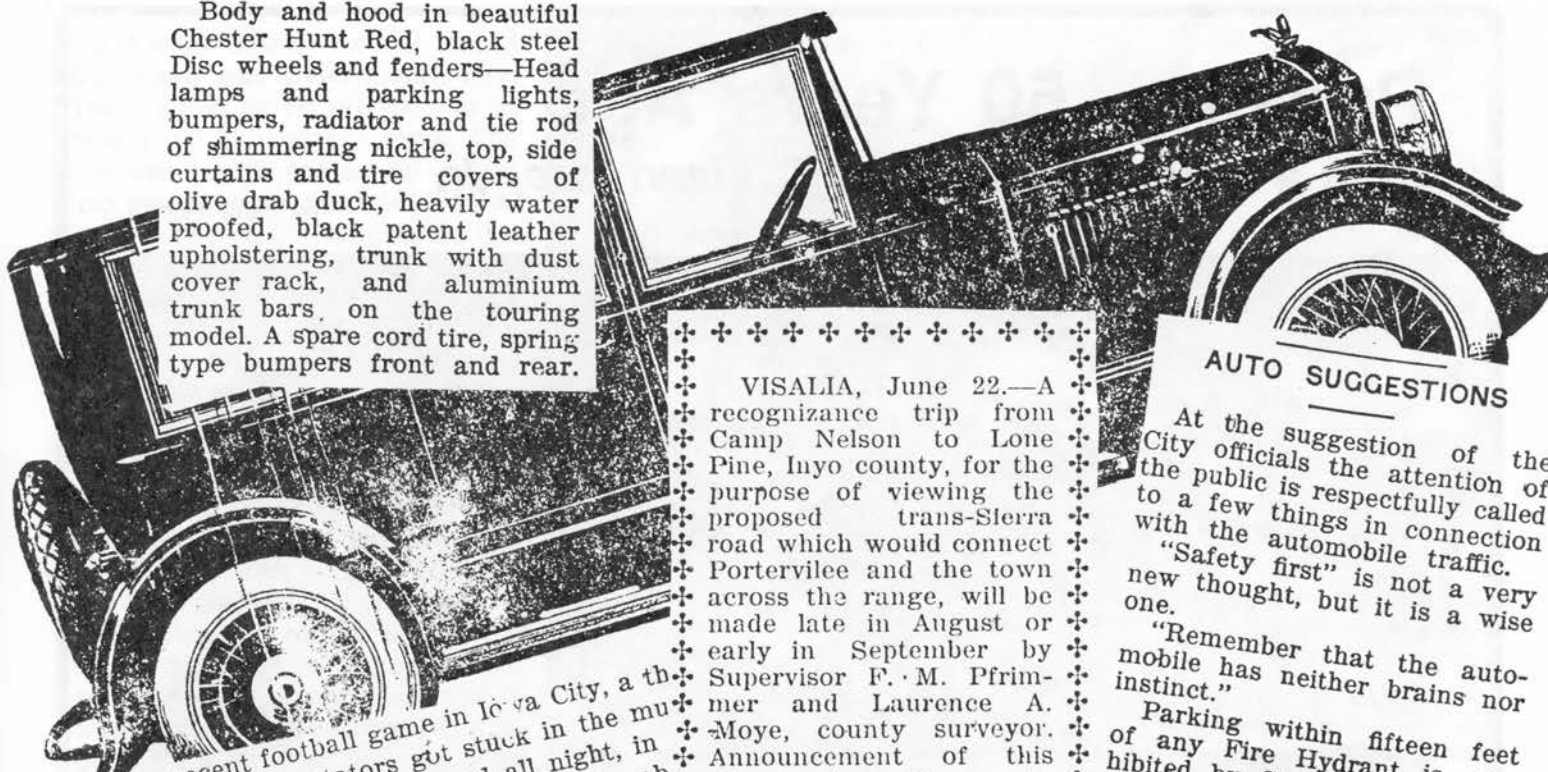 Body and hood in beautiful
Chester Hunt Red, black steel
Disc wheels and fenders—Head
lamps and parking lights,
bumpers, radiator and tie rod
of shimmering nickle, top, side
curtains and tire covers of
olive drab duck, heavily water
proofed, black patent leather
upholstering, trunk with dust
cover rack, and aluminium
trunk bars on the touring
model. A spare cord tire, spring
type bumpers front and rear.
VISALIA, June 22.—A
recognizance trip from
Camp Nelson to Lone
Pine, Inyo county, for the
purpose of viewing the
proposed trans-Sierra
road which would connect
Portervilee and the town
across the range, will be
made late in August or
early in September by
Supervisor F. M. Pfrim-
mer and Laurence A.
Moye, county surveyor.
Announcement of this
AUTO SUGGESTIONS
At the suggestion of the
City officials the attention of
the public is respectfully called
to a few things in connection
with the automobile traffic.
"Safety first" is not a very
new thought, but it is a wise
one.
"Remember that the auto-
mobile has neither brains nor
instinct."
Parking within fifteen feet
of any Fire Hydrant
hibited
football game in Iowa City, a
got stuck in the
all night, in